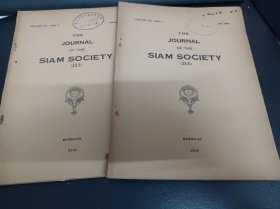 THE
JOURNAL
OF THE
SIAM SOCIETY
(JSS)
BANGKOK
THE
JOURNAL
OF THE
SIAM SOCIETY
(JSS)
BANGKOK